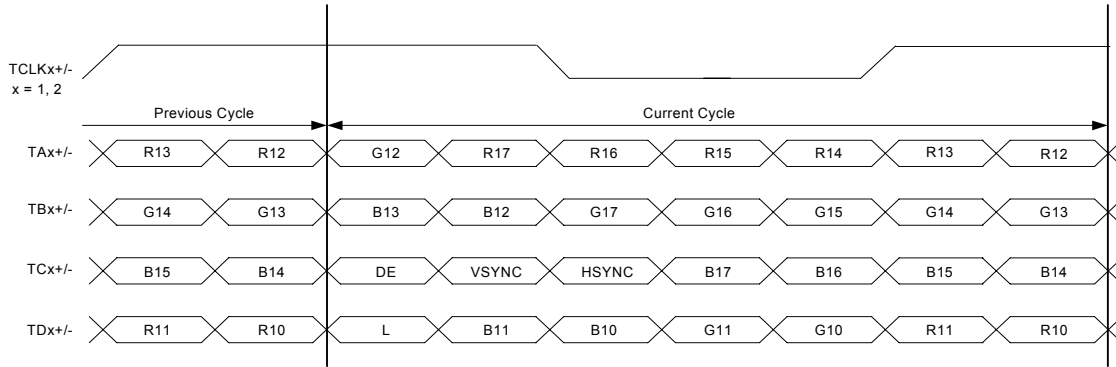 TCLKx+/-
x = 1, 2
Previous Cycle Current Cycle
TAx+/- R13 R12 G12 R17 R16 R15 R14 R13 R12
TBx+/- G14 G13 B13 B12 G17 G16 G15 G14 G13
TCx+/- B15 B14 DE VSYNC HSYNC B17 B16 B15 B14
TDx+/- R11 R10 L B11 B10 G11 G10 R11 R10